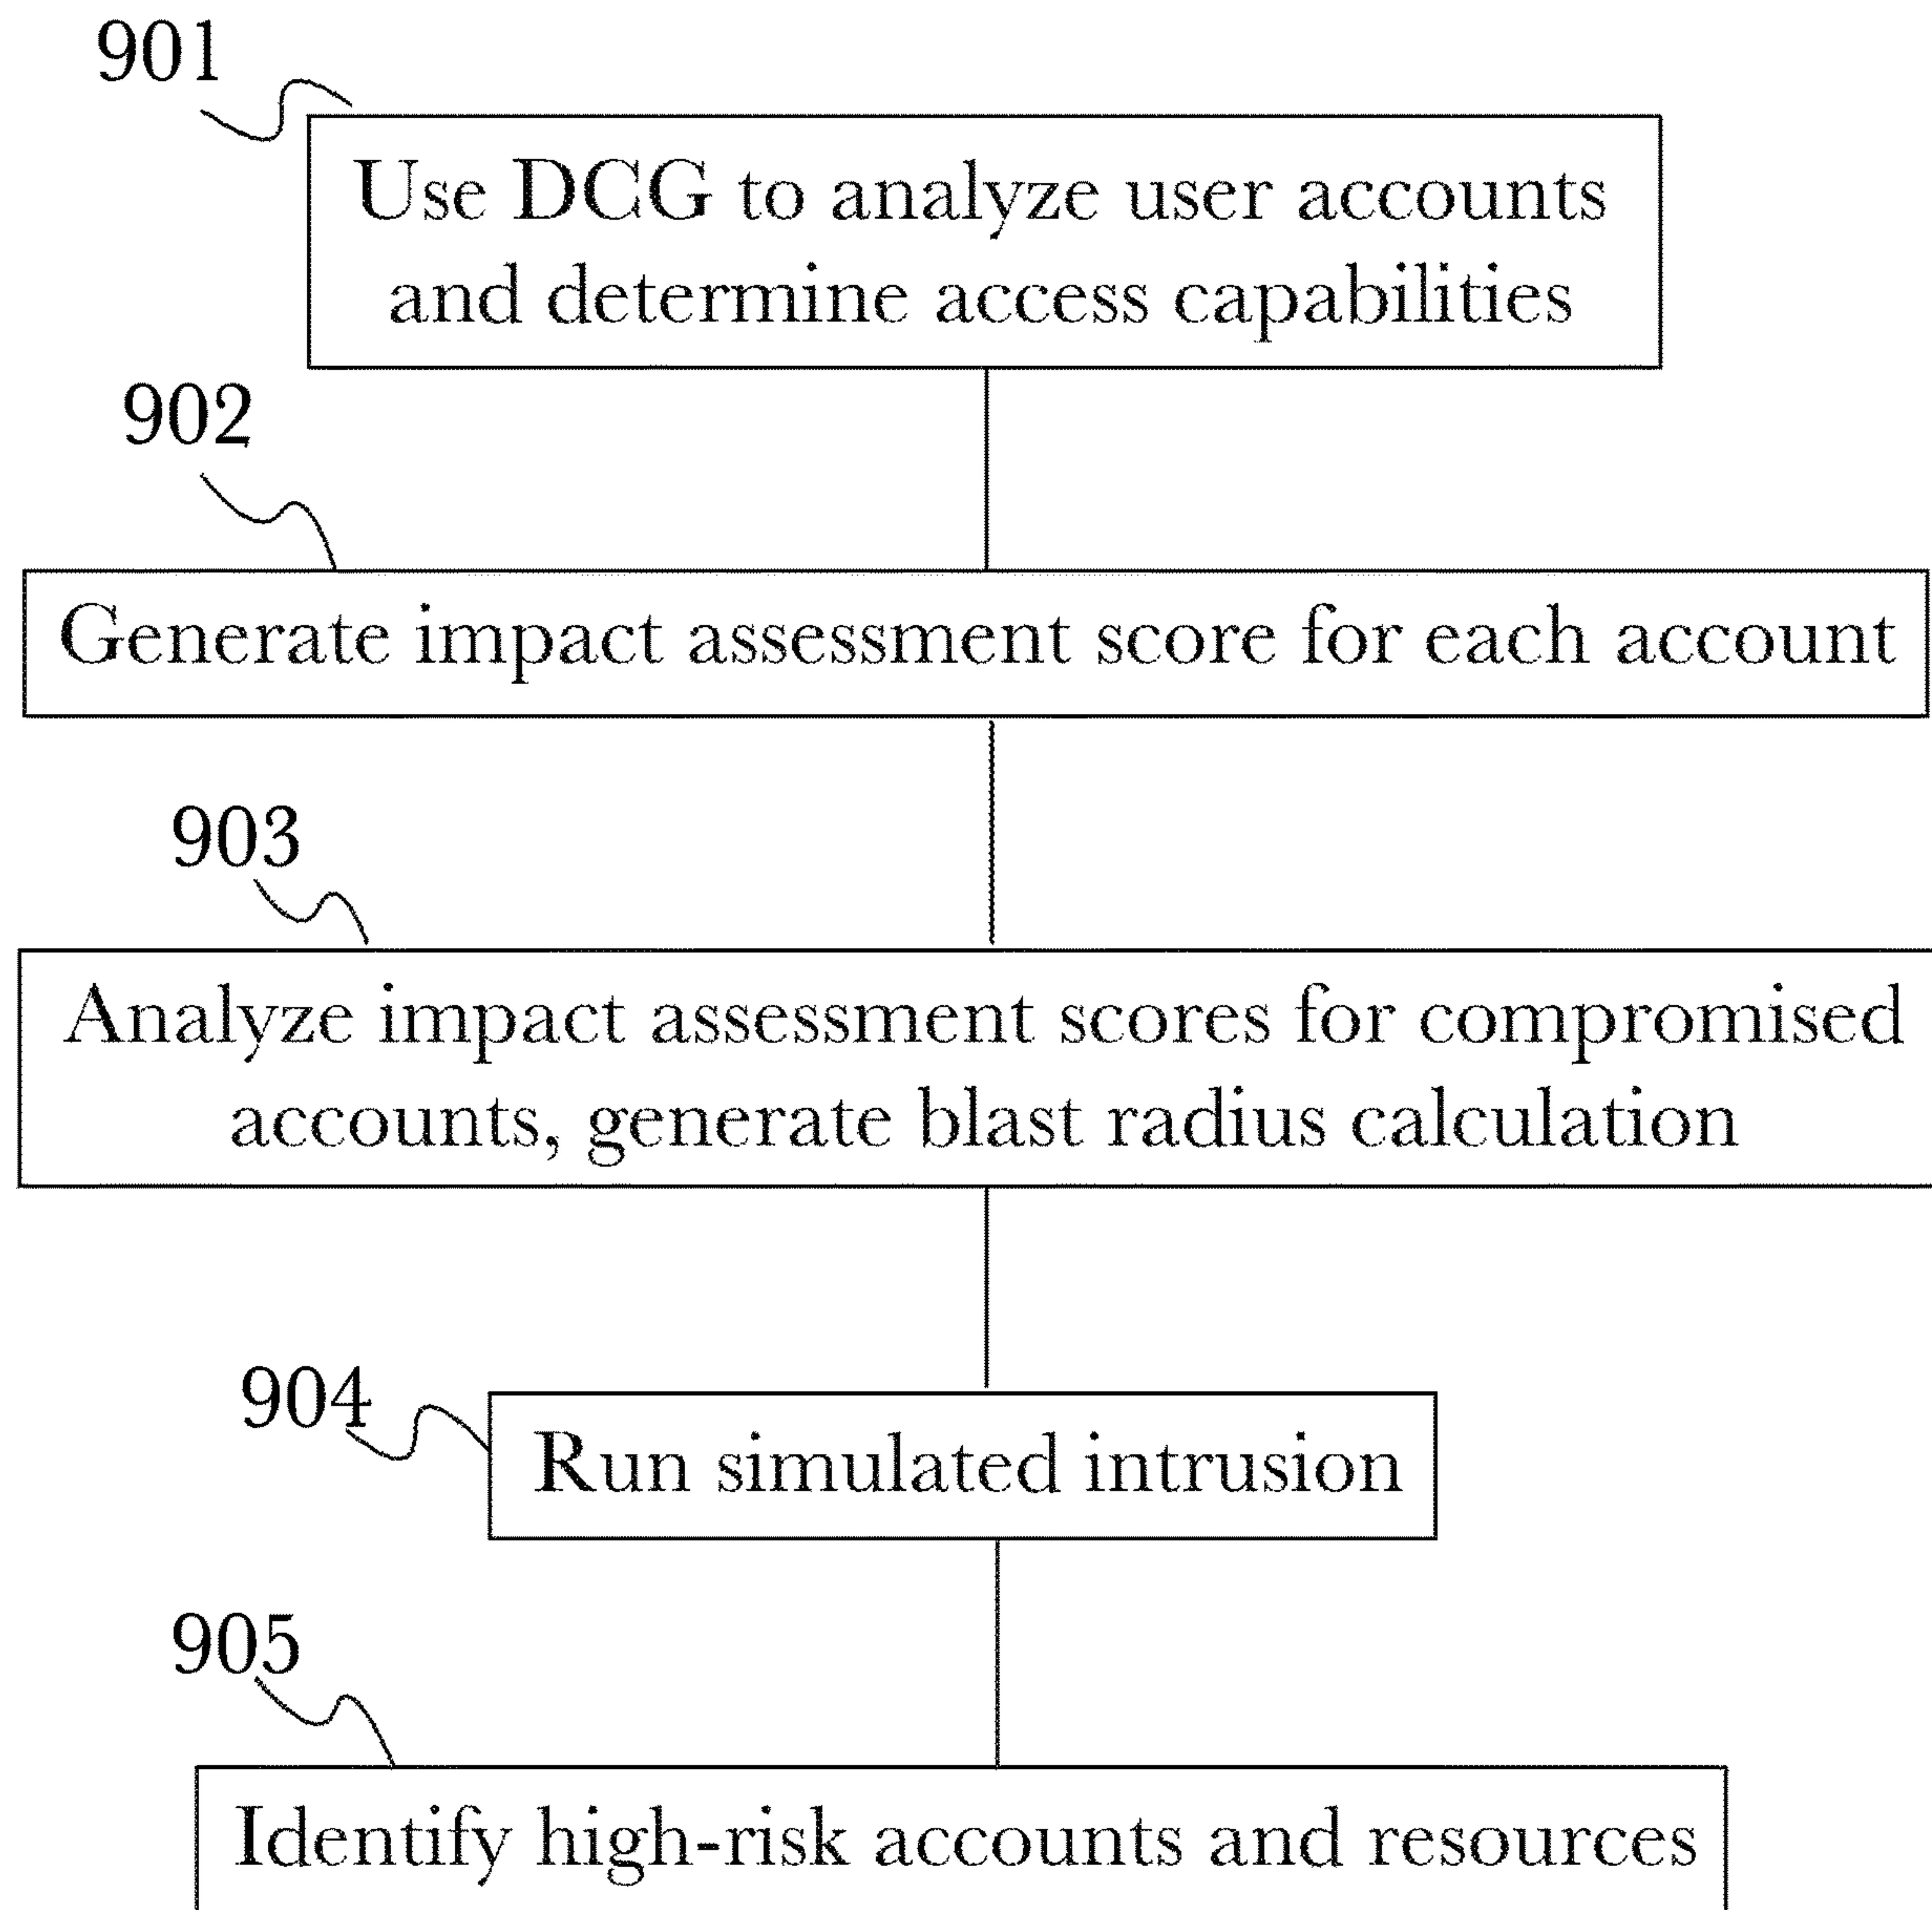 901
Use DCG to analyze user accounts
and determine access capabilities
902
Generate impact assessment score for each account
903
Analyze impact assessment scores for compromised
accounts, generate blast radius calculation
904
Run simulated intrusion
905
Identify high-risk accounts and resources